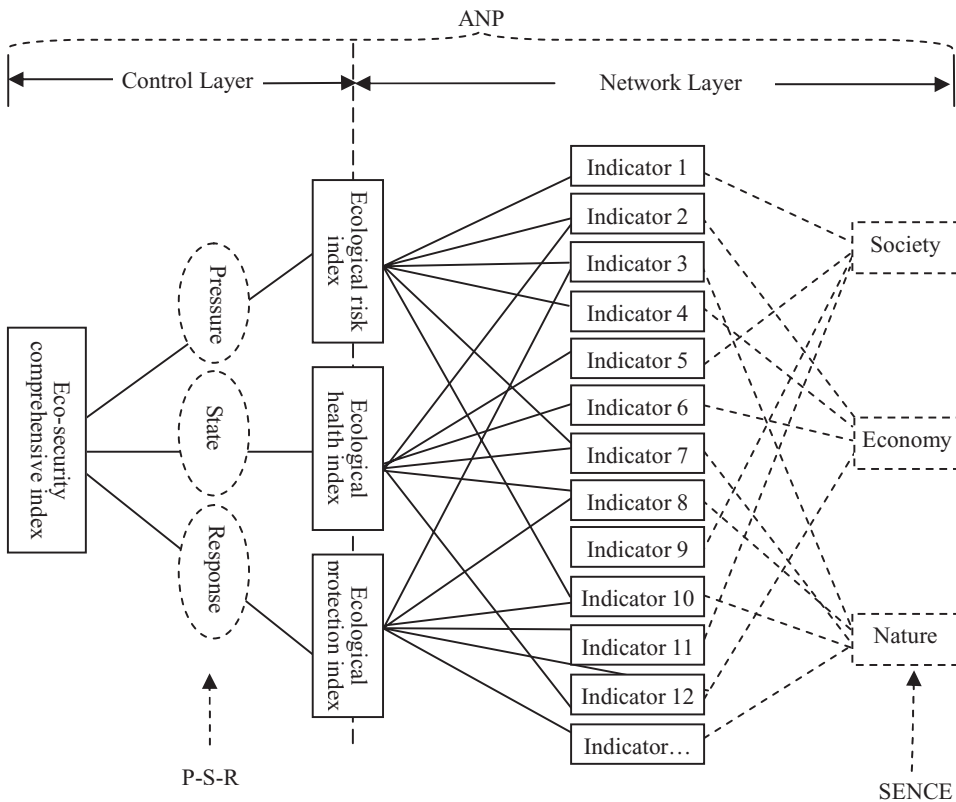 ANP
Control Layer
Network Layer
Eco-security
comprehensive index
Pressure
State
Response
P-S-R
Ecological risk
index
Ecological
health index
Ecological
protection index
Indicator 1
Indicator 2
Indicator 3
Indicator 4
Indicator 5
Indicator 6
Indicator 7
Indicator 8
Indicator 9
Indicator 10
Indicator 11
Indicator 12
Indicator…
Society
Economy
Nature
SENCE